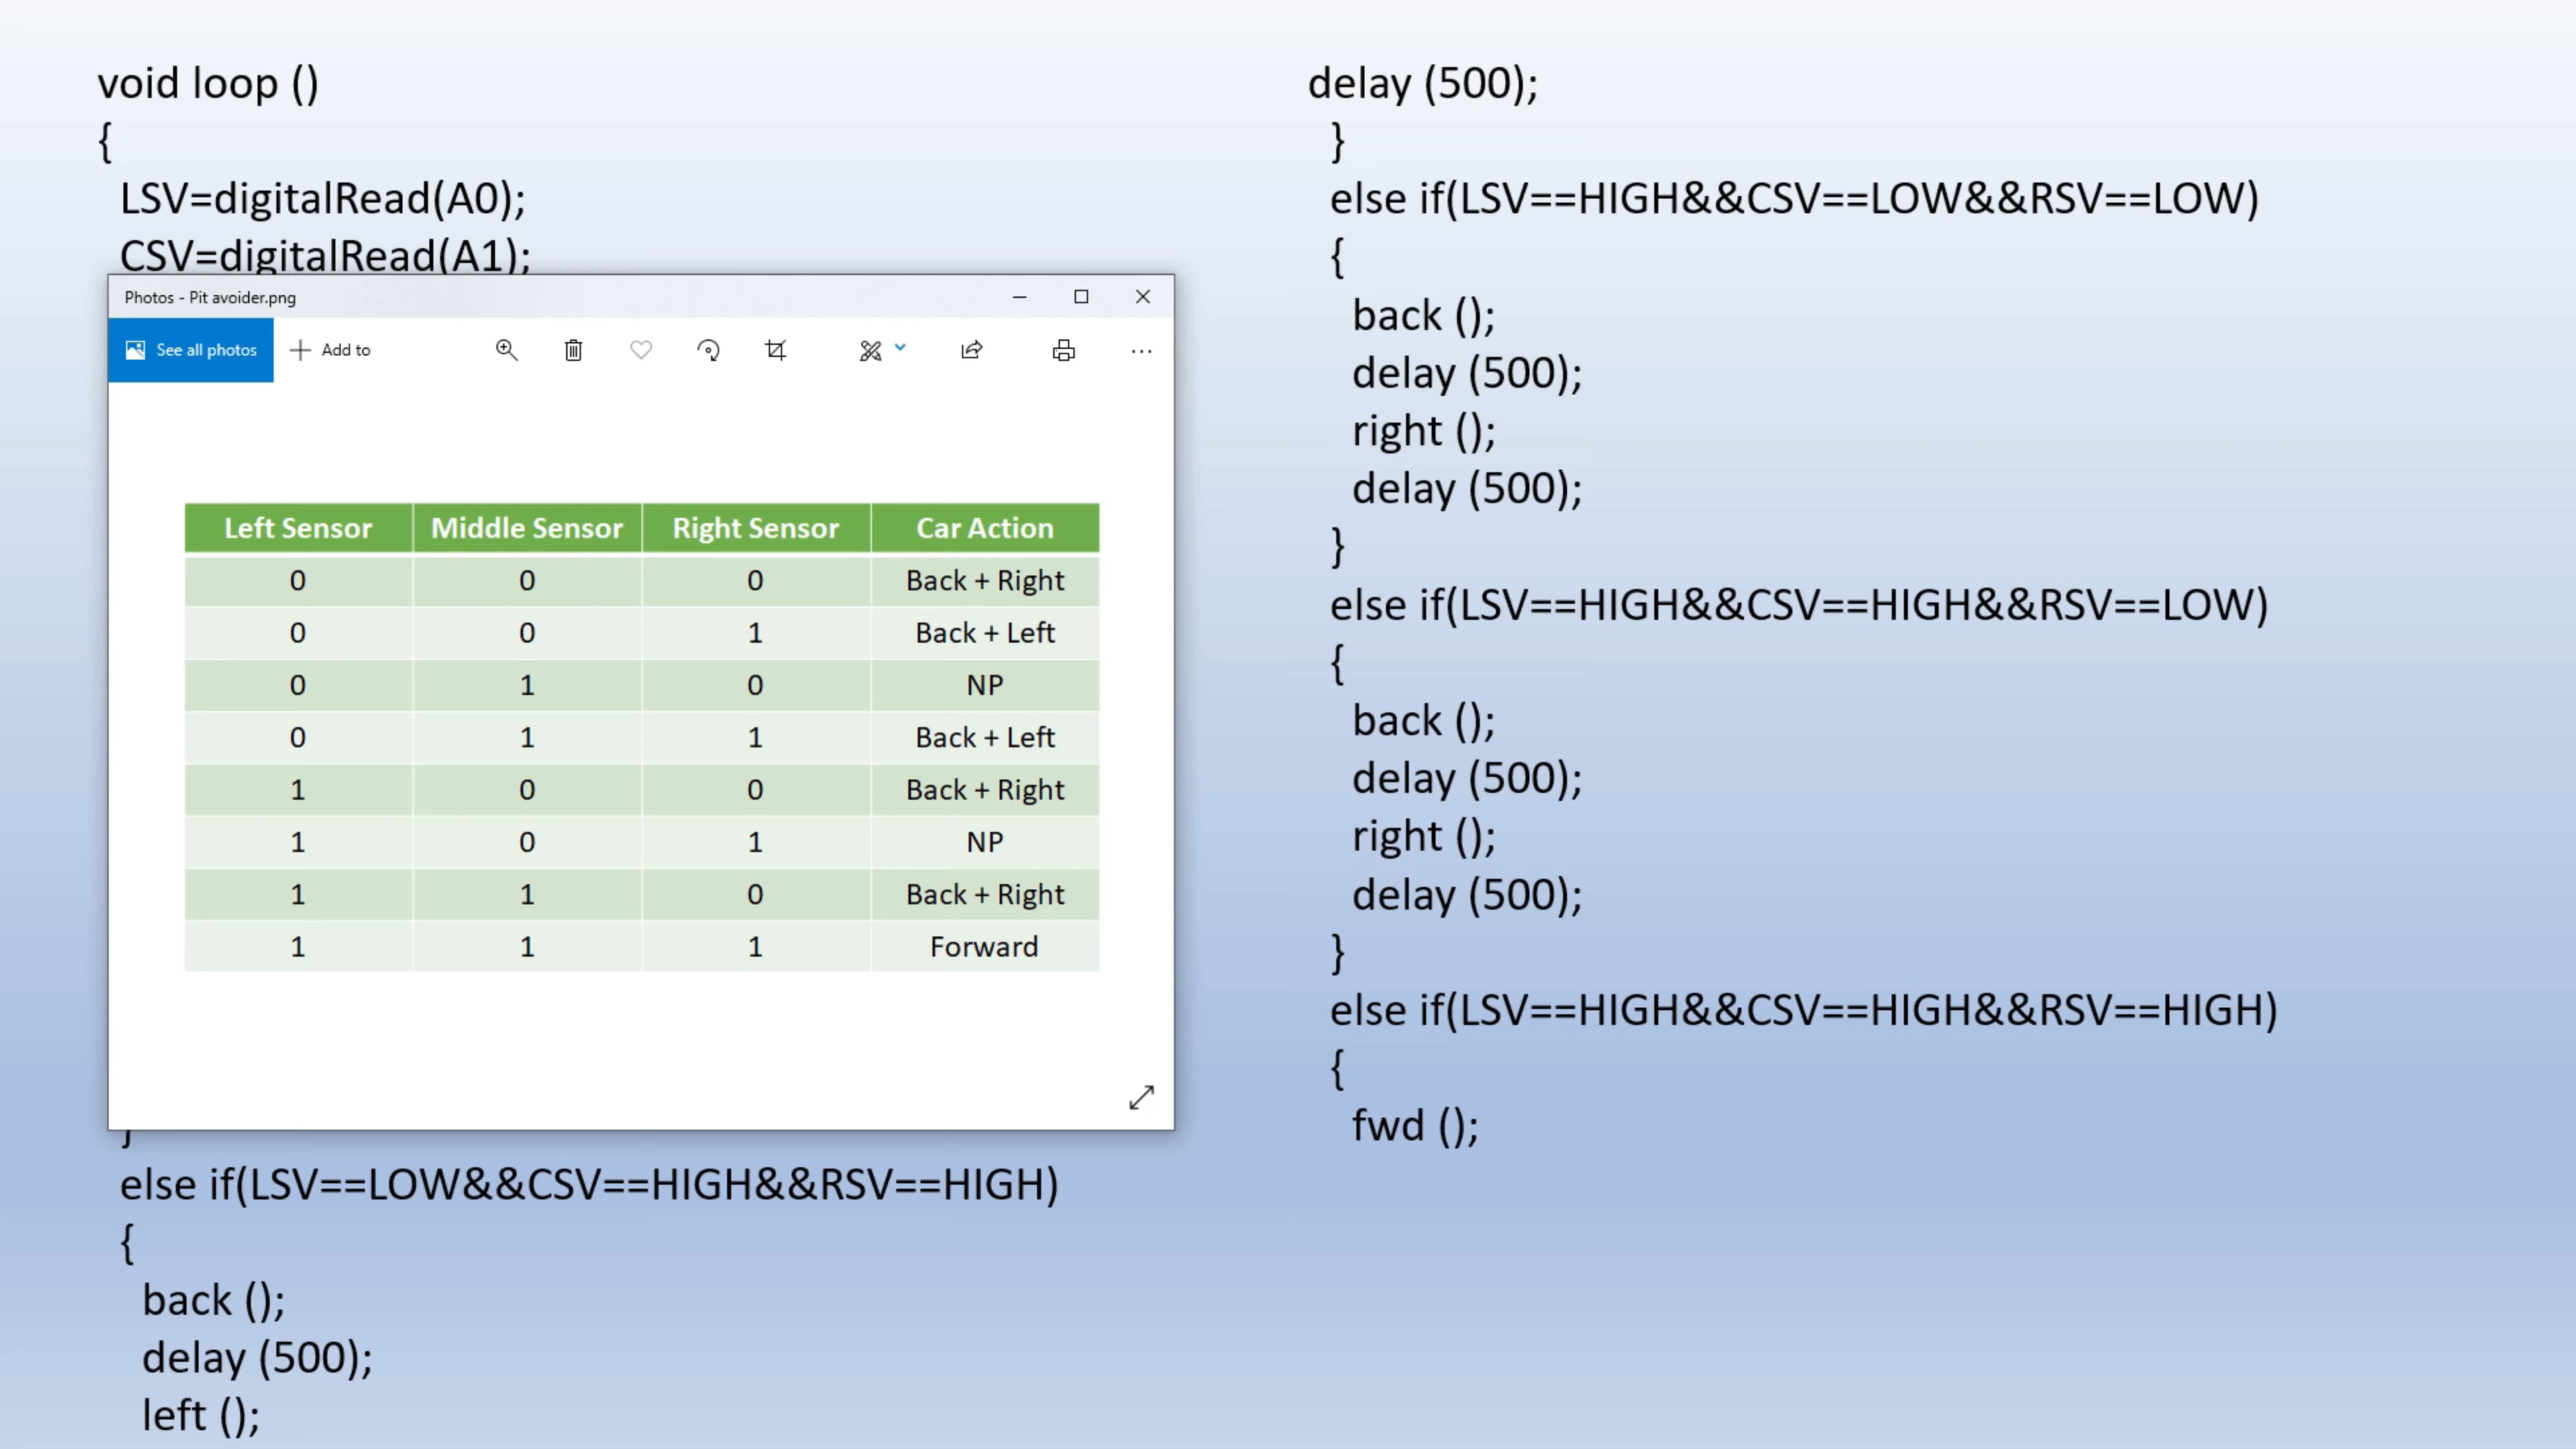 void loop ()
{
LSV=digitalRead(A0);
CSV=digitalRead(A1);
Photos - Pit avoider.png
See all photos
Add to
Left Sensor Middle Sensor Right Sensor Car Action
0 0 0 Back + Right
0 0 1 Back + Left
0 1 0 NP
0 1 1 Back + Left
1 0 0 Back + Right
1 0 1 NP
1 1 0 Back + Right
1 1 1 Forward
}
else if(LSV==LOW&&CSV==HIGH&&RSV==HIGH)
{
back ();
delay (500);
left ();
delay (500);
}
else if(LSV==HIGH&&CSV==LOW&&RSV==LOW)
{
back ();
delay (500);
right ();
delay (500);
}
else if(LSV==HIGH&&CSV==HIGH&&RSV==LOW)
{
back ();
delay (500);
right ();
delay (500);
}
else if(LSV==HIGH&&CSV==HIGH&&RSV==HIGH)
{
fwd ();